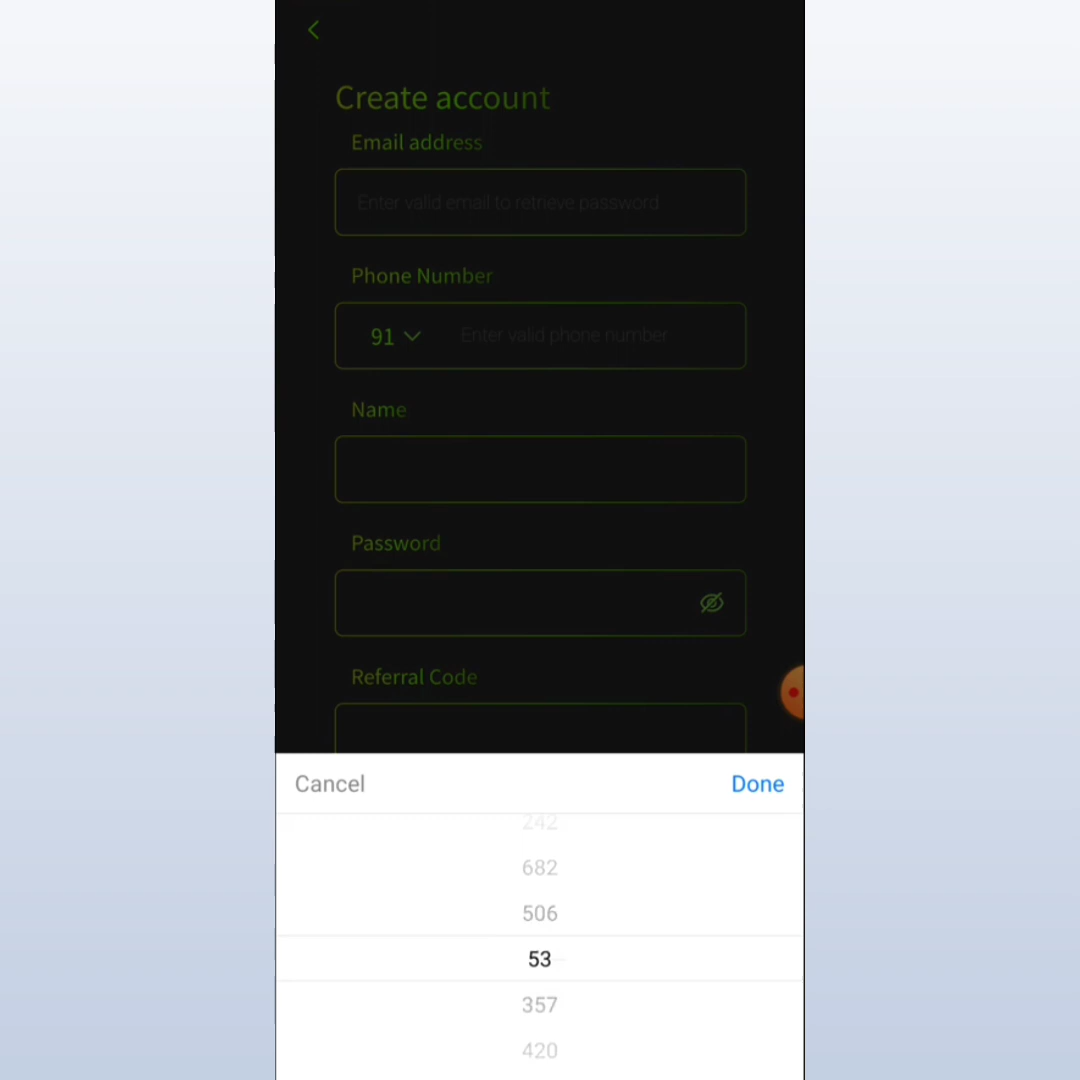 Create account
Email address
Enter valid email to retrieve password
Phone Number
91 Enter valid phone number
Name
Password
Referral Code
Cancel Done
242
682
506
53
357
420